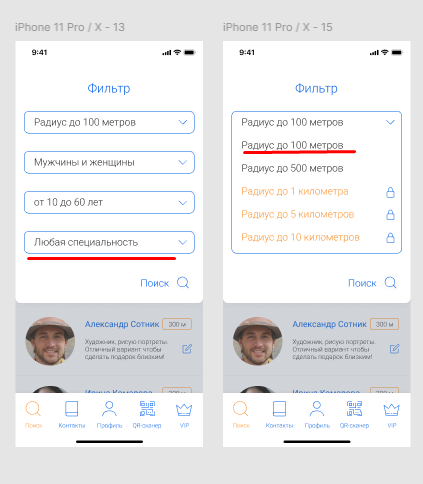 iPhone 11 Pro / X - 13
9:41
Фильтр
Радиус до 100 метров
Мужчины и женщины
от 10 до 60 лет
Любая специальность
Поиск
Александр Сотник
300 м
Художник, рисую портреты.
Отличный вариант чтобы
сделать подарок близким!
Поиск
Контакты
Профиль
QR-сканер
VIP
iPhone 11 Pro / X - 15
9:41
Фильтр
Радиус до 100 метров
Радиус до 100 метров
Радиус до 500 метров
Радиус до 1 километра
Радиус до 5 километров
Радиус до 10 километров
Поиск
Александр Сотник
300 м
Художник, рисую портреты.
Отличный вариант чтобы
сделать подарок близким!
Поиск
Контакты
Профиль
QR-сканер
VIP